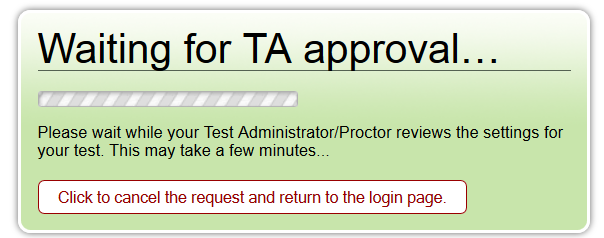 Waiting for TA approval...
Please wait while your Test Administrator/Proctor reviews the settings for
your test. This may take a few minutes...
Click to cancel the request and return to the login page.